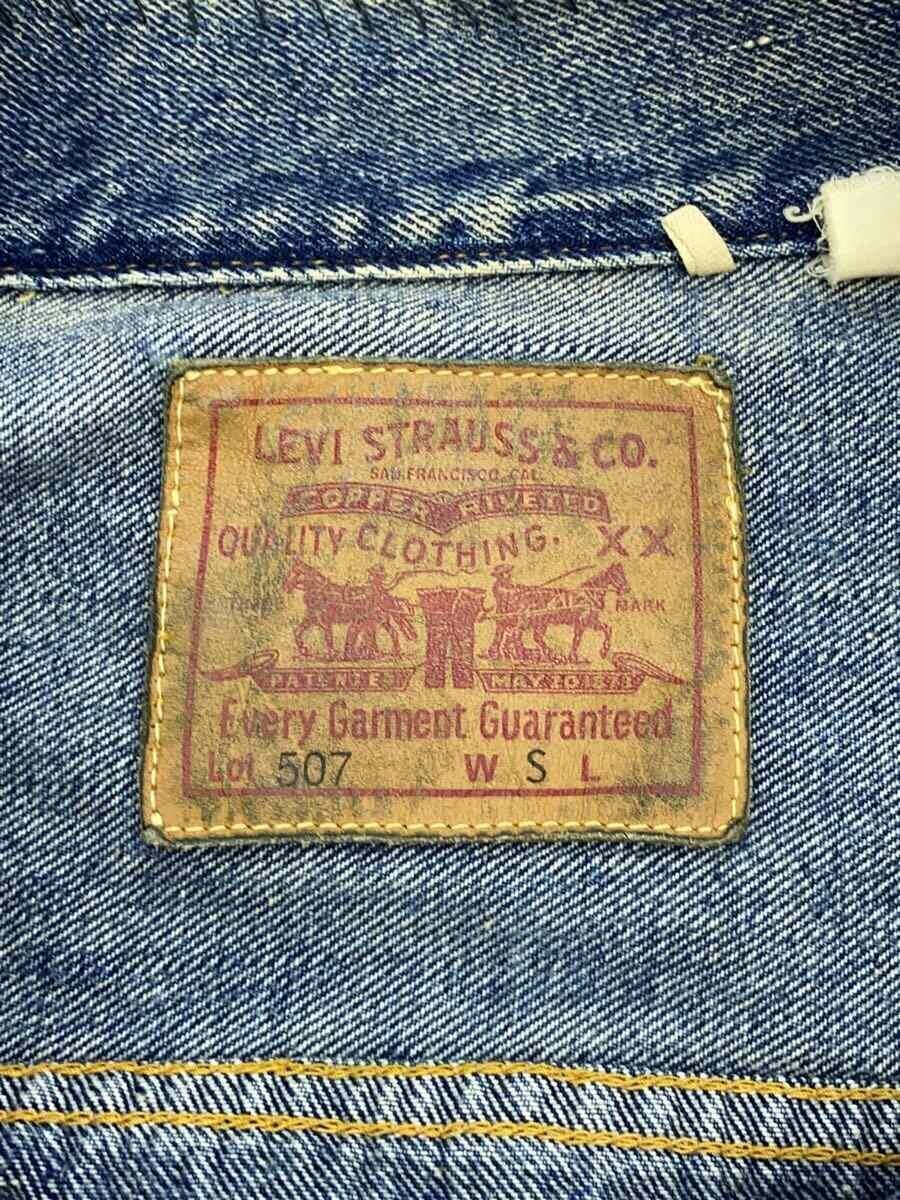 LEVI STRAUSS & CO.
SAN FRANCISCO, CAL.
COPPER RIVETED
QUALITY CLOTHING. XX
TRADE MARK
PATENTED MAY 20 1873
Every Garment Guaranteed
Lot 507 W S L